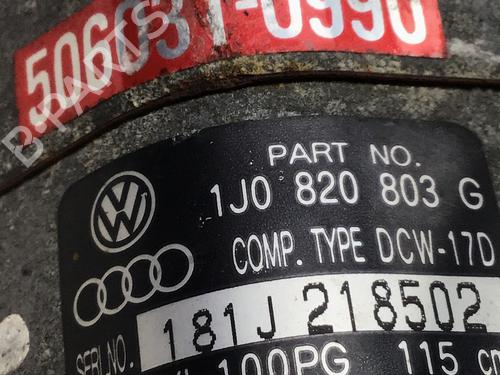 506031-0990
B-PARTS
PART NO.
1J0 820 803 G
COMP. TYPE DCW-17D
SERI.NO. 181J 218502
100PG 115